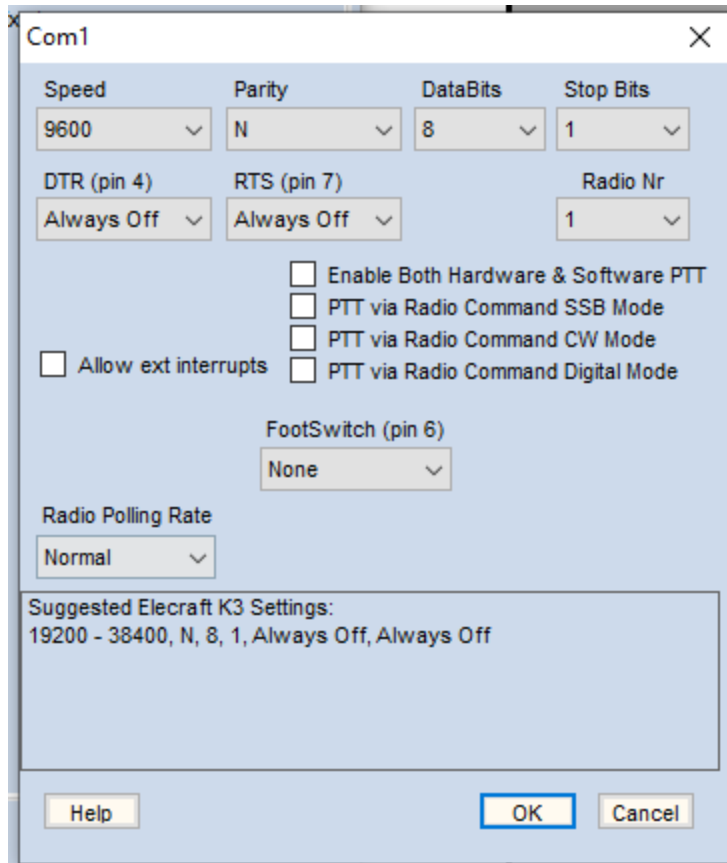 Com1
Speed Parity DataBits Stop Bits
9600 N 8 1
DTR (pin 4) RTS (pin 7) Radio Nr
Always Off Always Off 1
Enable Both Hardware & Software PTT
PTT via Radio Command SSB Mode
PTT via Radio Command CW Mode
Allow ext interrupts PTT via Radio Command Digital Mode
FootSwitch (pin 6)
None
Radio Polling Rate
Normal
Suggested Elecraft K3 Settings:
19200 - 38400, N, 8, 1, Always Off, Always Off
Help OK Cancel